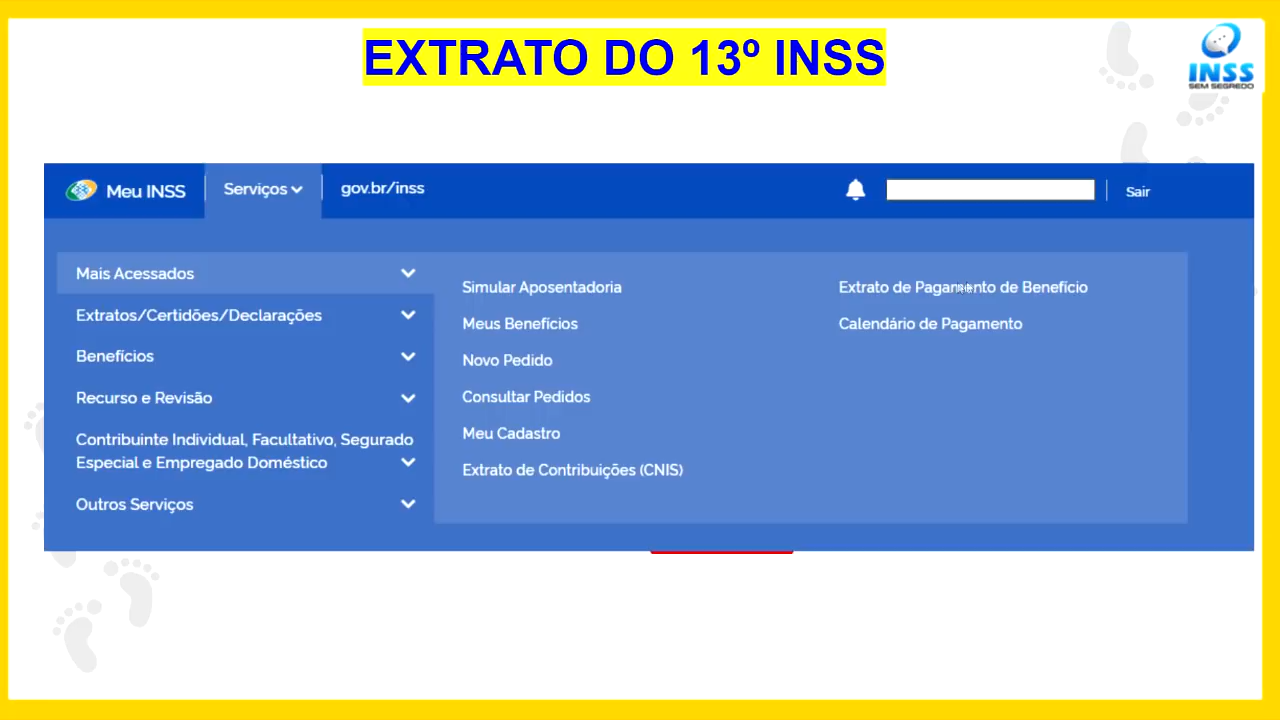 EXTRATO DO 13º INSS
INSS
SEM SEGREDO
Meu INSS
Serviços
gov.br/inss
Sair
Mais Acessados
Extratos/Certidões/Declarações
Benefícios
Recurso e Revisão
Contribuinte Individual, Facultativo, Segurado
Especial e Empregado Doméstico
Outros Serviços
Simular Aposentadoria
Meus Benefícios
Novo Pedido
Consultar Pedidos
Meu Cadastro
Extrato de Contribuições (CNIS)
Extrato de Pagamento de Benefício
Calendário de Pagamento